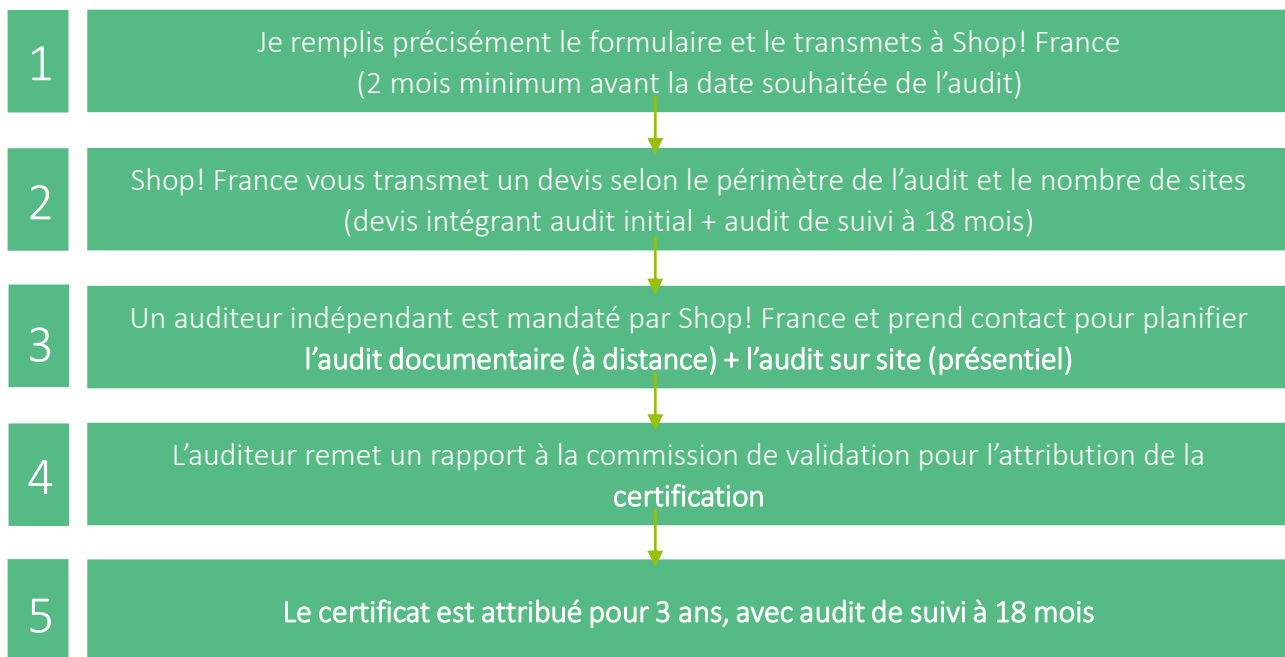 1
Je remplis précisément le formulaire et le transmets à Shop! France
(2 mois minimum avant la date souhaitée de l’audit)
2
Shop! France vous transmet un devis selon le périmètre de l’audit et le nombre de sites
(devis intégrant audit initial + audit de suivi à 18 mois)
3
Un auditeur indépendant est mandaté par Shop! France et prend contact pour planifier
l’audit documentaire (à distance) + l’audit sur site (présentiel)
4
L’auditeur remet un rapport à la commission de validation pour l’attribution de la
certification
5
Le certificat est attribué pour 3 ans, avec audit de suivi à 18 mois